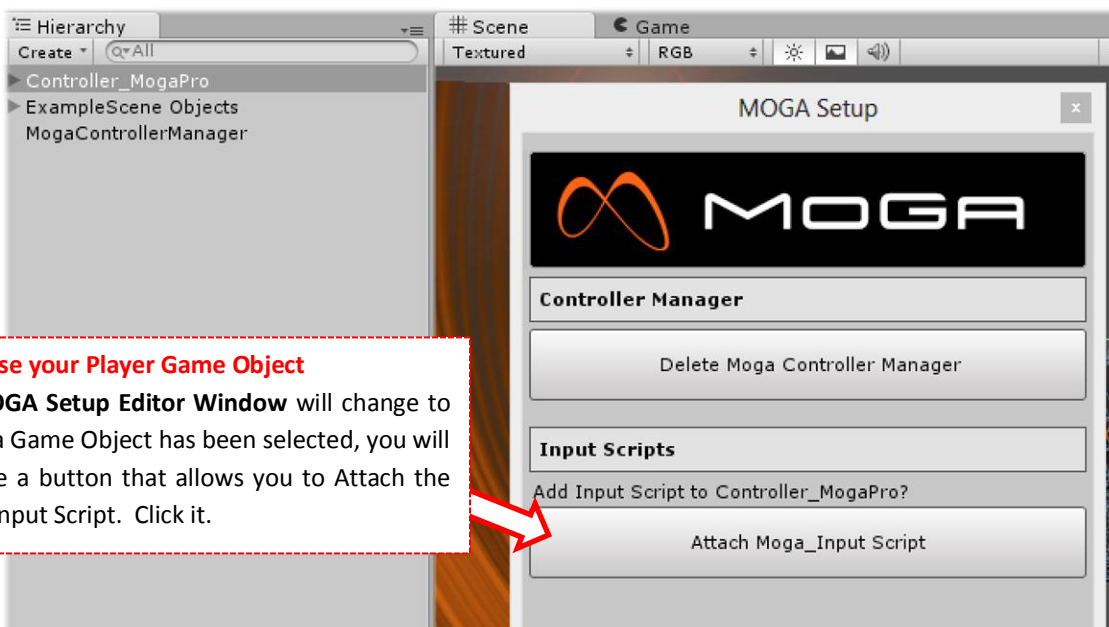 Hierarchy
Create
All
Controller_MogaPro
ExampleScene Objects
MogaControllerManager
Scene
Game
Textured
RGB
MOGA Setup
x
MOGA
Controller Manager
Delete Moga Controller Manager
Input Scripts
Add Input Script to Controller_MogaPro?
Attach Moga_Input Script
se your Player Game Object
OGA Setup Editor Window will change to
a Game Object has been selected, you will
e a button that allows you to Attach the
nput Script. Click it.